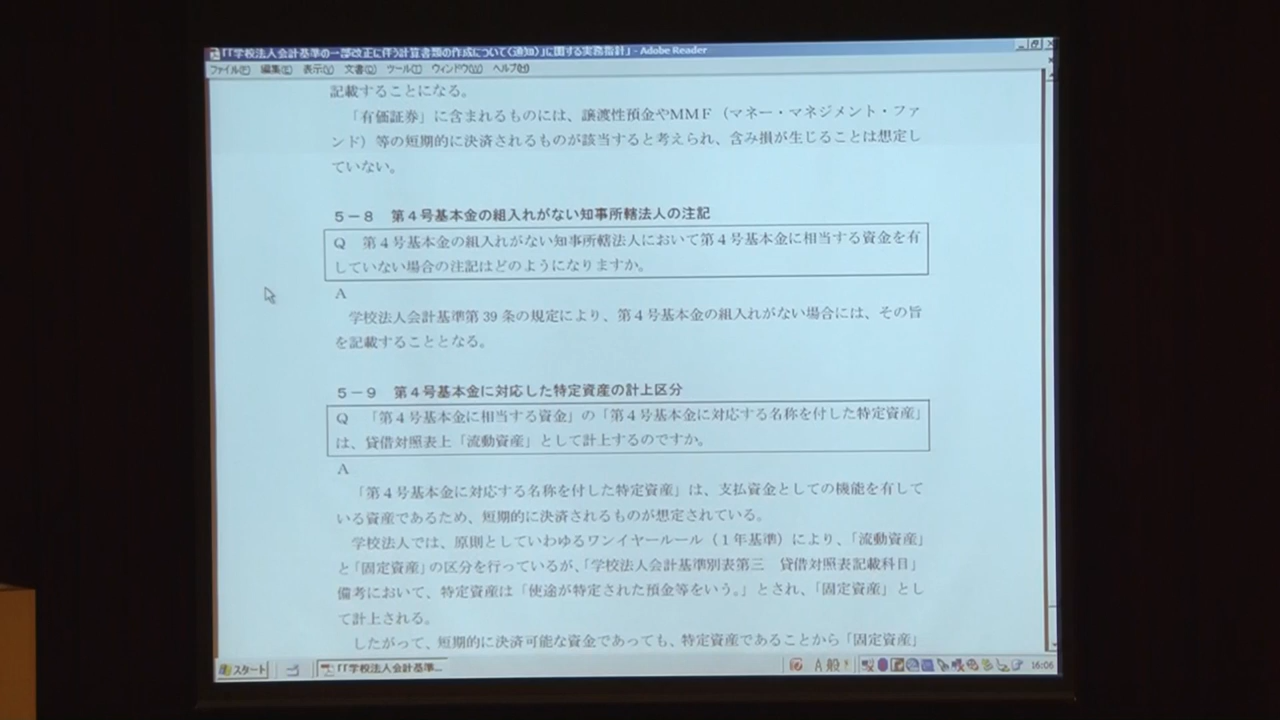 「「学校法人会計基準の一部改正に伴う計算書類の作成について(通知)」に関する実務指針」 - Adobe Reader
ファイル(F) 編集(E) 表示(V) 文書(D) ツール(T) ウィンドウ(W) ヘルプ(H)
記載することになる。
「有価証券」に含まれるものには、譲渡性預金やMMF（マネー・マネジメント・ファ
ンド）等の短期的に決済されるものが該当すると考えられ、含み損が生じることは想定し
ていない。
５－８　第４号基本金の組入れがない知事所轄法人の注記
Q　第４号基本金の組入れがない知事所轄法人において第４号基本金に相当する資金を有
していない場合の注記はどのようになりますか。
A
学校法人会計基準第 39 条の規定により、第４号基本金の組入れがない場合には、その旨
を記載することとなる。
５－９　第４号基本金に対応した特定資産の計上区分
Q　「第４号基本金に相当する資金」の「第４号基本金に対応する名称を付した特定資産」
は、貸借対照表上「流動資産」として計上するのですか。
A
「第４号基本金に対応する名称を付した特定資産」は、支払資金としての機能を有して
いる資産であるため、短期的に決済されるものが想定されている。
学校法人では、原則としていわゆるワンイヤールール（１年基準）により、「流動資産」
と「固定資産」の区分を行っているが、「学校法人会計基準別表第三　貸借対照表記載科目」
備考において、特定資産は「使途が特定された預金等をいう。」とされ、「固定資産」とし
て計上される。
したがって、短期的に決済可能な資金であっても、特定資産であることから「固定資産」
スタート 「「学校法人会計基準... A 般 16:06